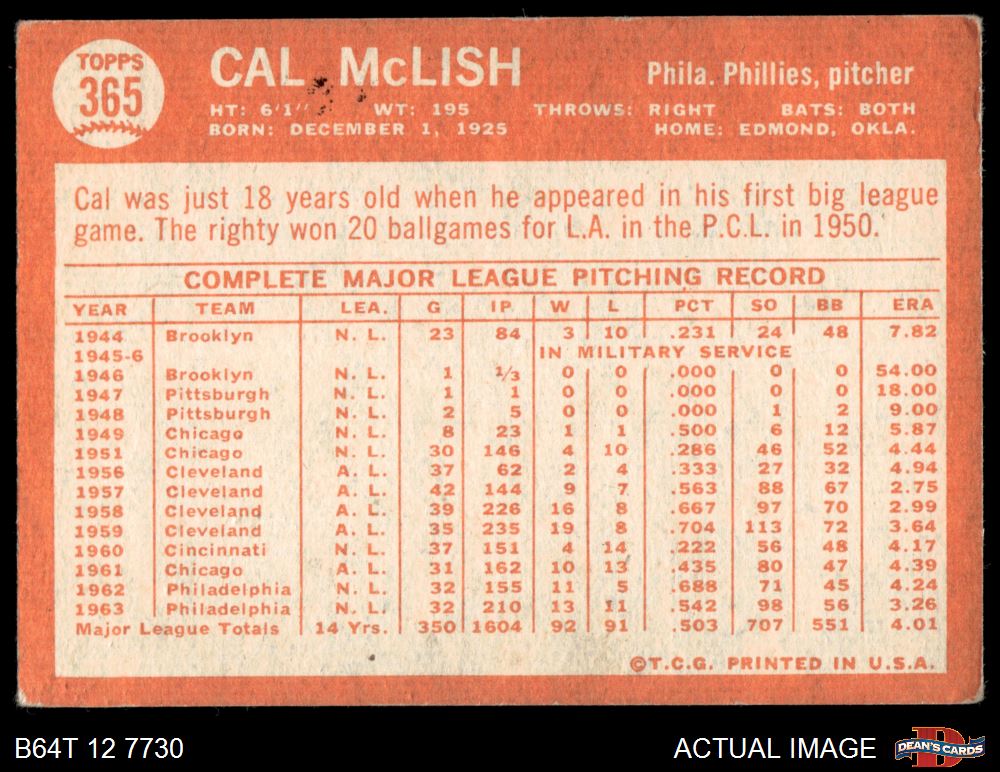 TOPPS
365
CAL McLISH
Phila. Phillies, pitcher
HT: 6'1" WT: 195 THROWS: RIGHT BATS: BOTH
BORN: DECEMBER 1, 1925 HOME: EDMOND, OKLA.
Cal was just 18 years old when he appeared in his first big league
game. The righty won 20 ballgames for L.A. in the P.C.L. in 1950.
COMPLETE MAJOR LEAGUE PITCHING RECORD
YEAR TEAM LEA. G IP W L PCT SO BB ERA
1944 Brooklyn N. L. 23 84 3 10 .231 24 48 7.82
1945-6 IN MILITARY SERVICE
1946 Brooklyn N. L. 1 1/3 0 0 .000 0 0 54.00
1947 Pittsburgh N. L. 1 1 0 0 .000 0 0 18.00
1948 Pittsburgh N. L. 2 5 0 0 .000 1 2 9.00
1949 Chicago N. L. 8 23 1 1 .500 6 12 5.87
1951 Chicago N. L. 30 146 4 10 .286 46 52 4.44
1956 Cleveland A. L. 37 62 2 4 .333 27 32 4.94
1957 Cleveland A. L. 42 144 9 7 .563 88 67 2.75
1958 Cleveland A. L. 39 226 16 8 .667 97 70 2.99
1959 Cleveland A. L. 35 235 19 8 .704 113 72 3.64
1960 Cincinnati N. L. 37 151 4 14 .222 56 48 4.17
1961 Chicago A. L. 31 162 10 13 .435 80 47 4.39
1962 Philadelphia N. L. 32 155 11 5 .688 71 45 4.24
1963 Philadelphia N. L. 32 210 13 11 .542 98 56 3.26
Major League Totals 14 Yrs. 350 1604 92 91 .503 707 551 4.01
©T.C.G. PRINTED IN U.S.A.
B64T 12 7730 ACTUAL IMAGE
D
DEAN'S CARDS